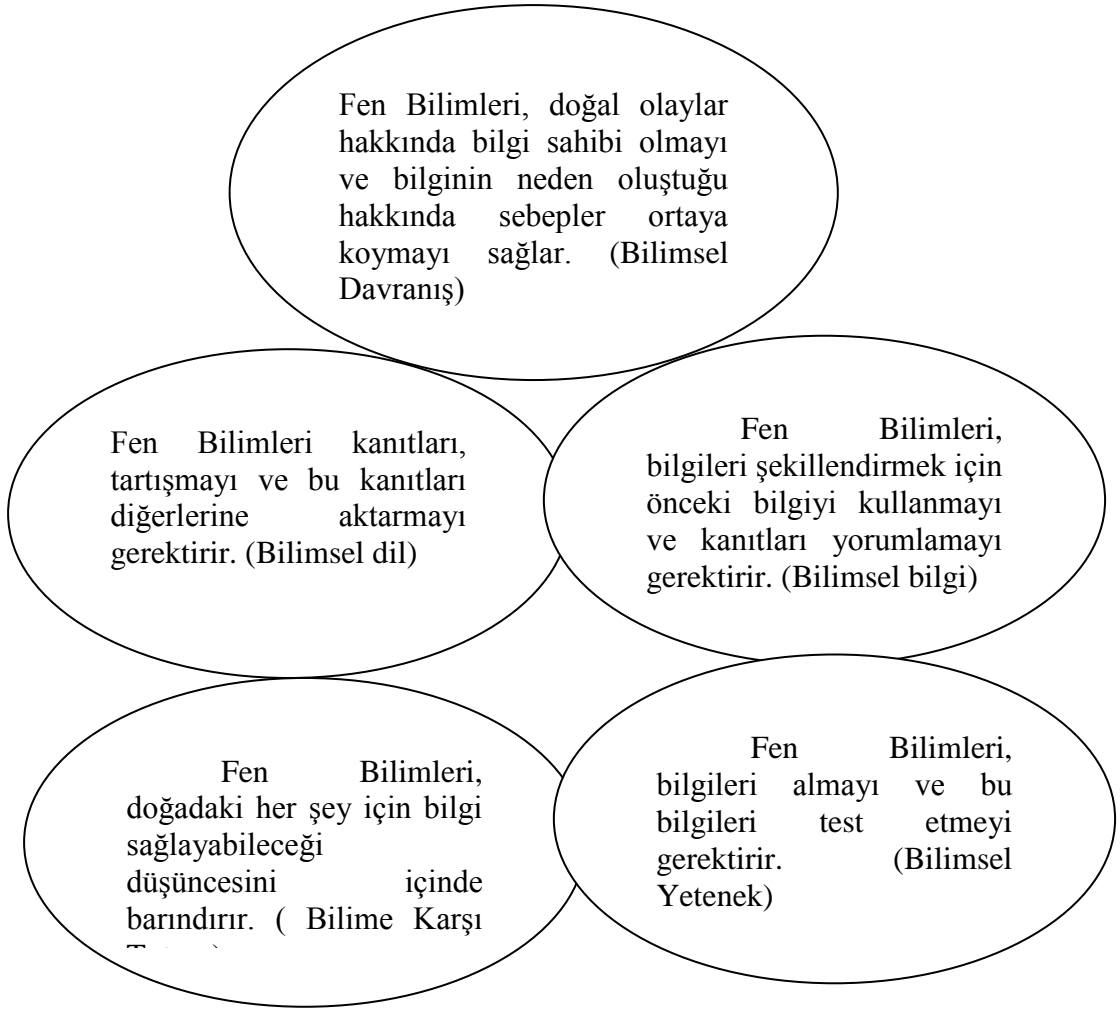 Fen Bilimleri, doğal olaylar
hakkında bilgi sahibi olmayı
ve bilginin neden oluştuğu
hakkında sebepler ortaya
koymayı sağlar. (Bilimsel
Davranış)
Fen Bilimleri kanıtları,
tartışmayı ve bu kanıtları
diğerlerine aktarmayı
gerektirir. (Bilimsel dil)
Fen Bilimleri,
bilgileri şekillendirmek için
önceki bilgiyi kullanmayı
ve kanıtları yorumlamayı
gerektirir. (Bilimsel bilgi)
Fen Bilimleri,
doğadaki her şey için bilgi
sağlayabileceği
düşüncesini içinde
barındırır. ( Bilime Karşı
Fen Bilimleri,
bilgileri almayı ve bu
bilgileri test etmeyi
gerektirir. (Bilimsel
Yetenek)